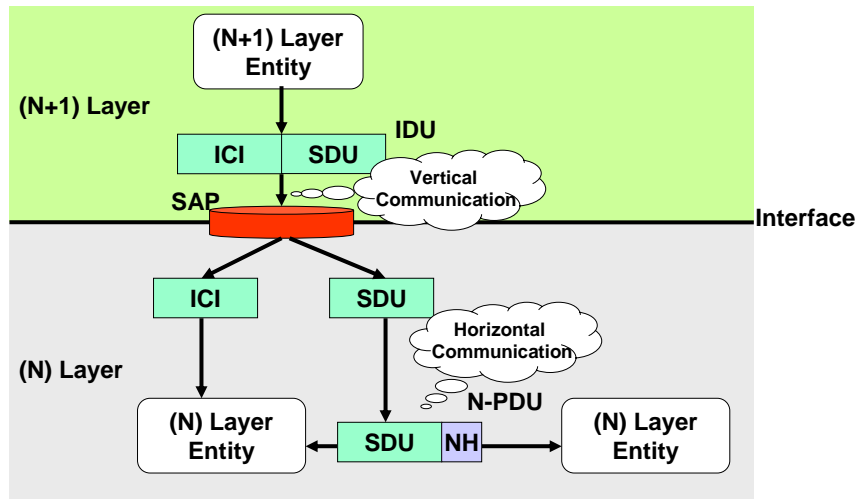 (N+1) Layer
Entity
(N+1) Layer
IDU
ICI
SDU
Vertical
Communication
SAP
Interface
ICI
SDU
Horizontal
Communication
(N) Layer
N-PDU
(N) Layer
Entity
SDU
NH
(N) Layer
Entity